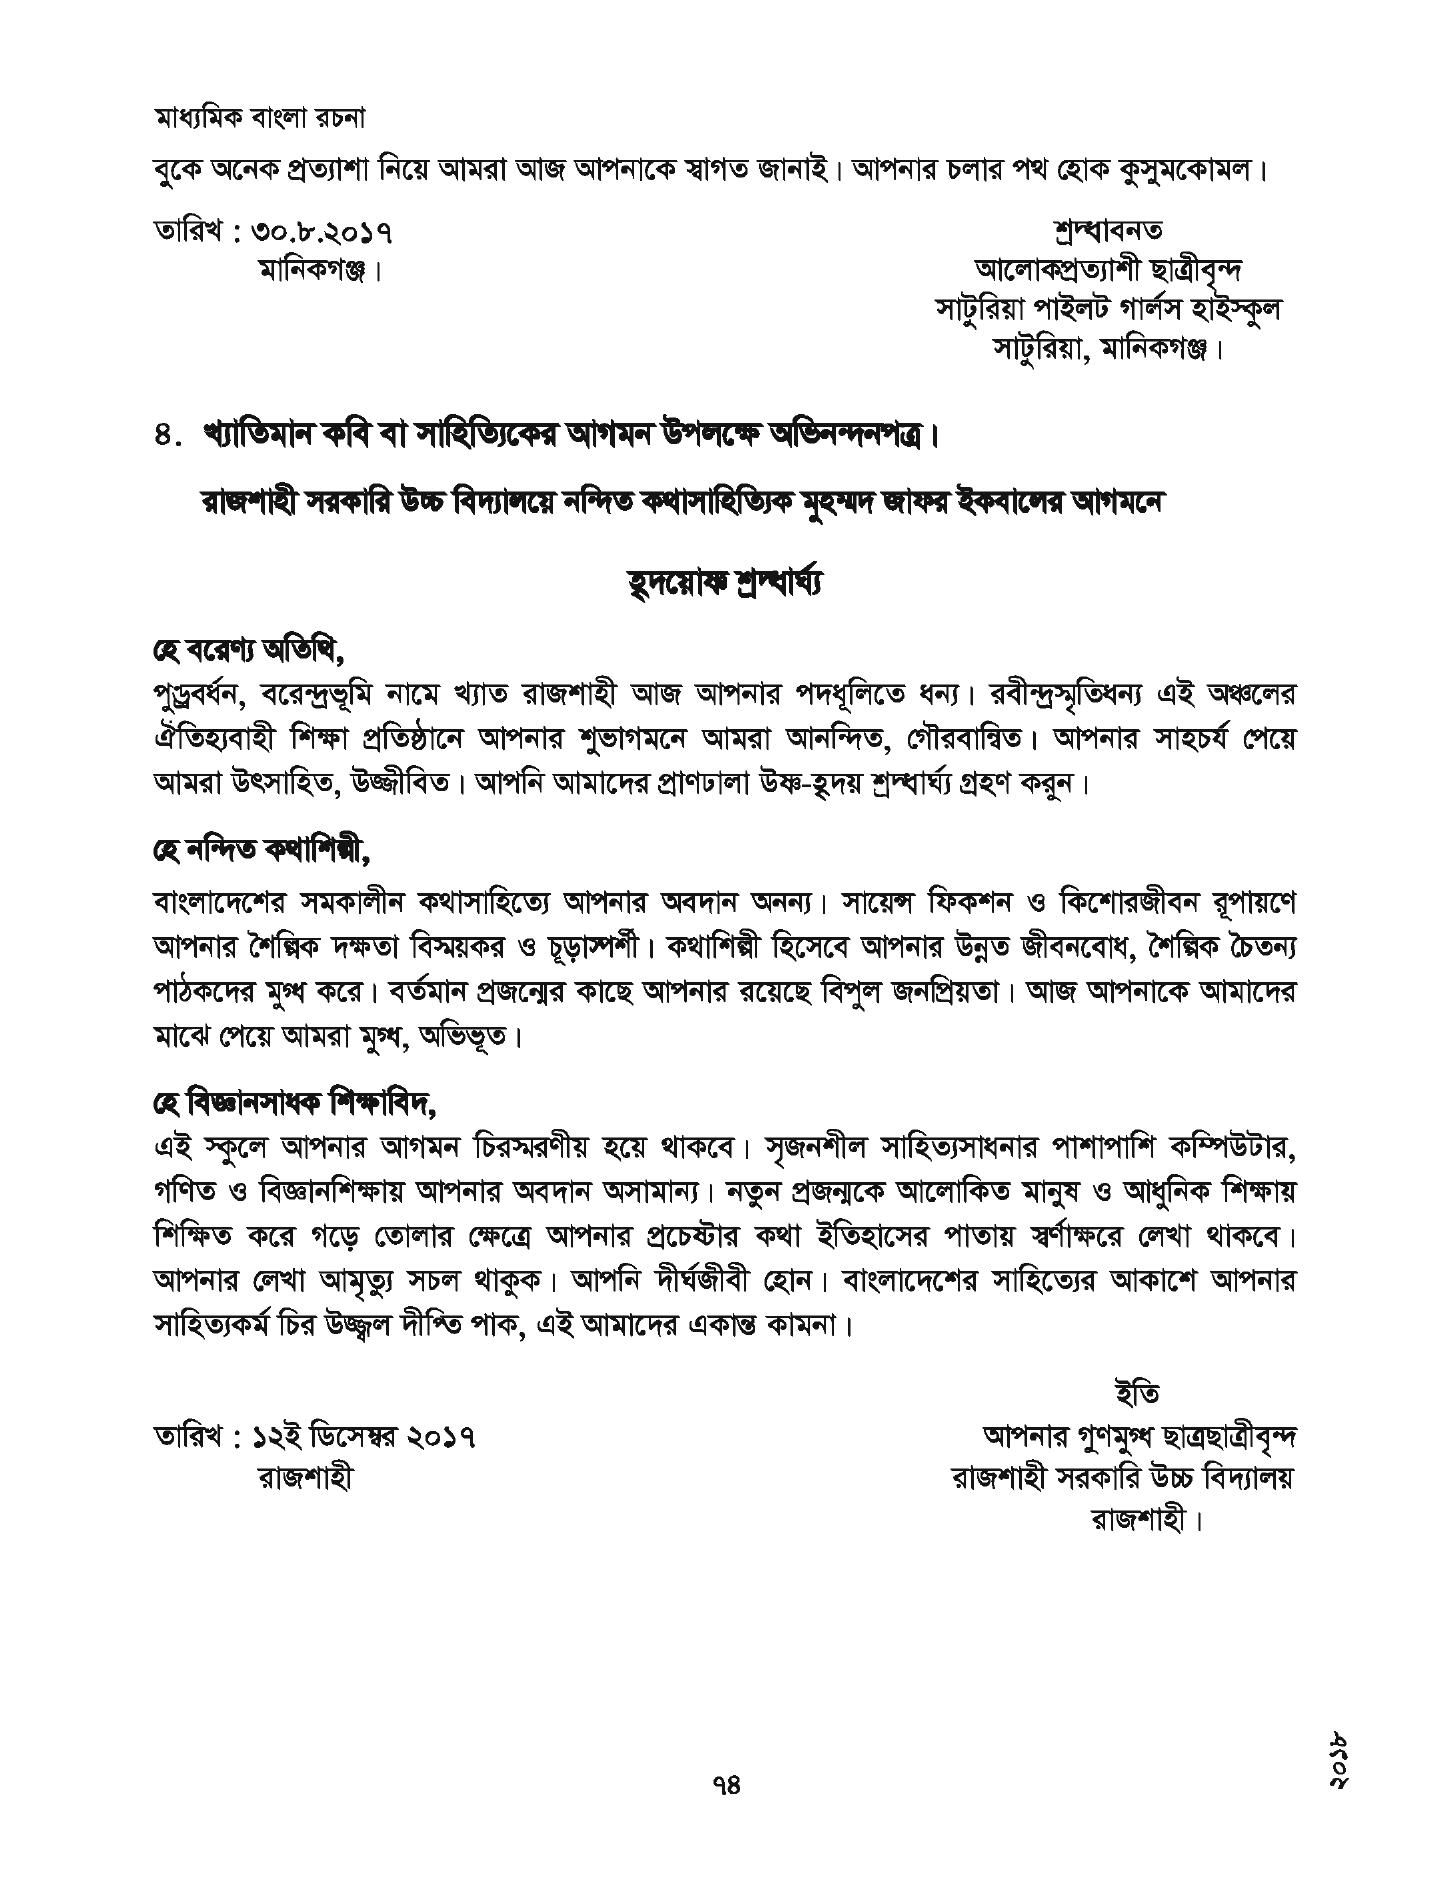 মাধ্যমিক বাংলা রচনা
বুকে অনেক প্রত্যাশা নিয়ে আমরা আজ আপনাকে স্বাগত জানাই। আপনার চলার পথ হোক কুসুমকোমল।
তারিখ : ৩০.৮.২০১৭
মানিকগঞ্জ।
শ্রদ্ধাবনত
আলোকপ্রত্যাশী ছাত্রীবৃন্দ
সাটুরিয়া পাইলট গার্লস হাইস্কুল
সাটুরিয়া, মানিকগঞ্জ।
৪. খ্যাতিমান কবি বা সাহিত্যিকের আগমন উপলক্ষে অভিনন্দনপত্র।
রাজশাহী সরকারি উচ্চ বিদ্যালয়ে নন্দিত কথাসাহিত্যিক মুহম্মদ জাফর ইকবালের আগমনে
হৃদয়োষ্ণ শ্রদ্ধার্ঘ্য
হে বরেণ্য অতিথি,
পুণ্ড্রবর্ধন, বরেন্দ্রভূমি নামে খ্যাত রাজশাহী আজ আপনার পদধূলিতে ধন্য। রবীন্দ্রস্মৃতিধন্য এই অঞ্চলের
ঐতিহ্যবাহী শিক্ষা প্রতিষ্ঠানে আপনার শুভাগমনে আমরা আনন্দিত, গৌরবান্বিত। আপনার সাহচর্য পেয়ে
আমরা উৎসাহিত, উজ্জীবিত। আপনি আমাদের প্রাণঢালা উষ্ণ-হৃদয় শ্রদ্ধার্ঘ্য গ্রহণ করুন।
হে নন্দিত কথাশিল্পী,
বাংলাদেশের সমকালীন কথাসাহিত্যে আপনার অবদান অনন্য। সায়েন্স ফিকশন ও কিশোরজীবন রূপায়ণে
আপনার শৈল্পিক দক্ষতা বিস্ময়কর ও চূড়াস্পর্শী। কথাশিল্পী হিসেবে আপনার উন্নত জীবনবোধ, শৈল্পিক চৈতন্য
পাঠকদের মুগ্ধ করে। বর্তমান প্রজন্মের কাছে আপনার রয়েছে বিপুল জনপ্রিয়তা। আজ আপনাকে আমাদের
মাঝে পেয়ে আমরা মুগ্ধ, অভিভূত।
হে বিজ্ঞানসাধক শিক্ষাবিদ,
এই স্কুলে আপনার আগমন চিরস্মরণীয় হয়ে থাকবে। সৃজনশীল সাহিত্যসাধনার পাশাপাশি কম্পিউটার,
গণিত ও বিজ্ঞানশিক্ষায় আপনার অবদান অসামান্য। নতুন প্রজন্মকে আলোকিত মানুষ ও আধুনিক শিক্ষায়
শিক্ষিত করে গড়ে তোলার ক্ষেত্রে আপনার প্রচেষ্টার কথা ইতিহাসের পাতায় স্বর্ণাক্ষরে লেখা থাকবে।
আপনার লেখা আমৃত্যু সচল থাকুক। আপনি দীর্ঘজীবী হোন। বাংলাদেশের সাহিত্যের আকাশে আপনার
সাহিত্যকর্ম চির উজ্জ্বল দীপ্তি পাক, এই আমাদের একান্ত কামনা।
ইতি
তারিখ : ১২ই ডিসেম্বর ২০১৭
রাজশাহী
আপনার গুণমুগ্ধ ছাত্রছাত্রীবৃন্দ
রাজশাহী সরকারি উচ্চ বিদ্যালয়
রাজশাহী।
৭৪
২০১৮